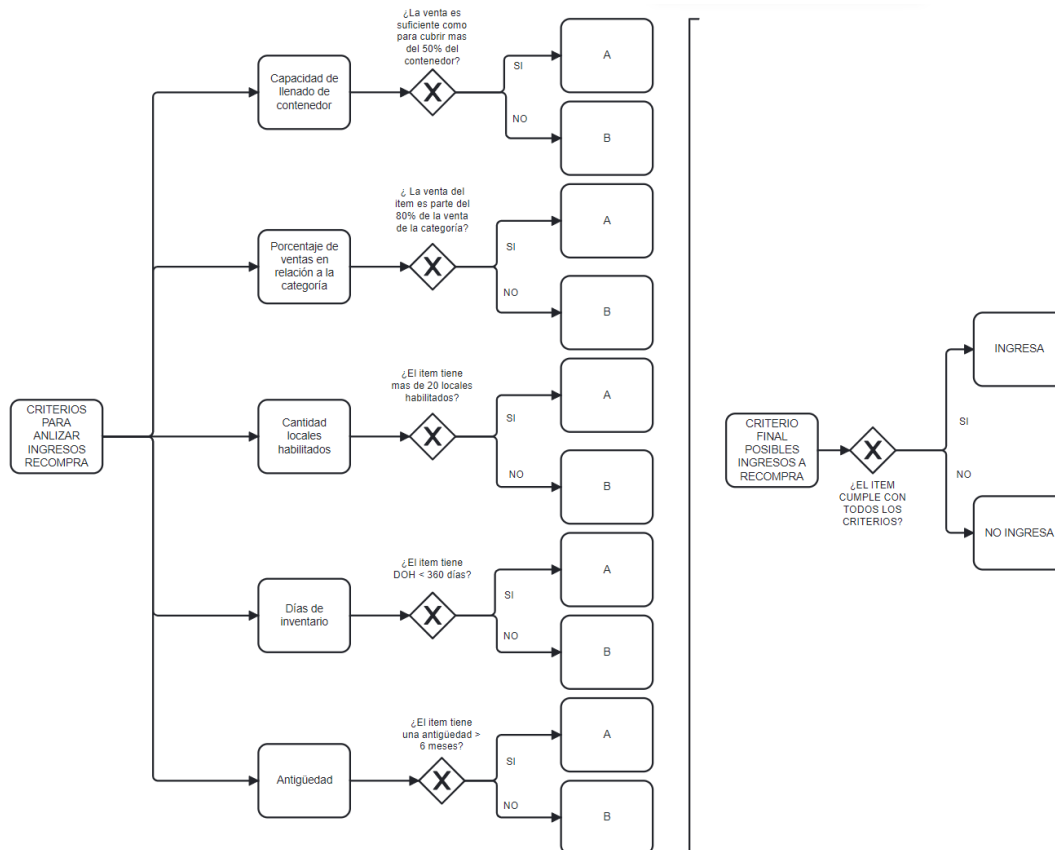 ¿La venta es
suficiente como
para cubrir mas
del 50% del
contenedor?
Capacidad de
llenado de
contenedor
SI
A
NO
B
¿ La venta del
item es parte del
80% de la venta
de la categoría?
Porcentaje de
ventas en
relación a la
categoría
SI
A
NO
B
¿El item tiene
mas de 20 locales
habilitados?
CRITERIOS
PARA
ANLIZAR
INGRESOS
RECOMPRA
Cantidad
locales
habilitados
SI
A
NO
B
¿El item tiene
DOH < 360 días?
Días de
inventario
SI
A
NO
B
¿El item tiene
una antigüedad >
6 meses?
Antigüedad
SI
A
NO
B
CRITERIO
FINAL
POSIBLES
INGRESOS A
RECOMPRA
¿EL ITEM
CUMPLE CON
TODOS LOS
CRITERIOS?
SI
INGRESA
NO
NO INGRESA